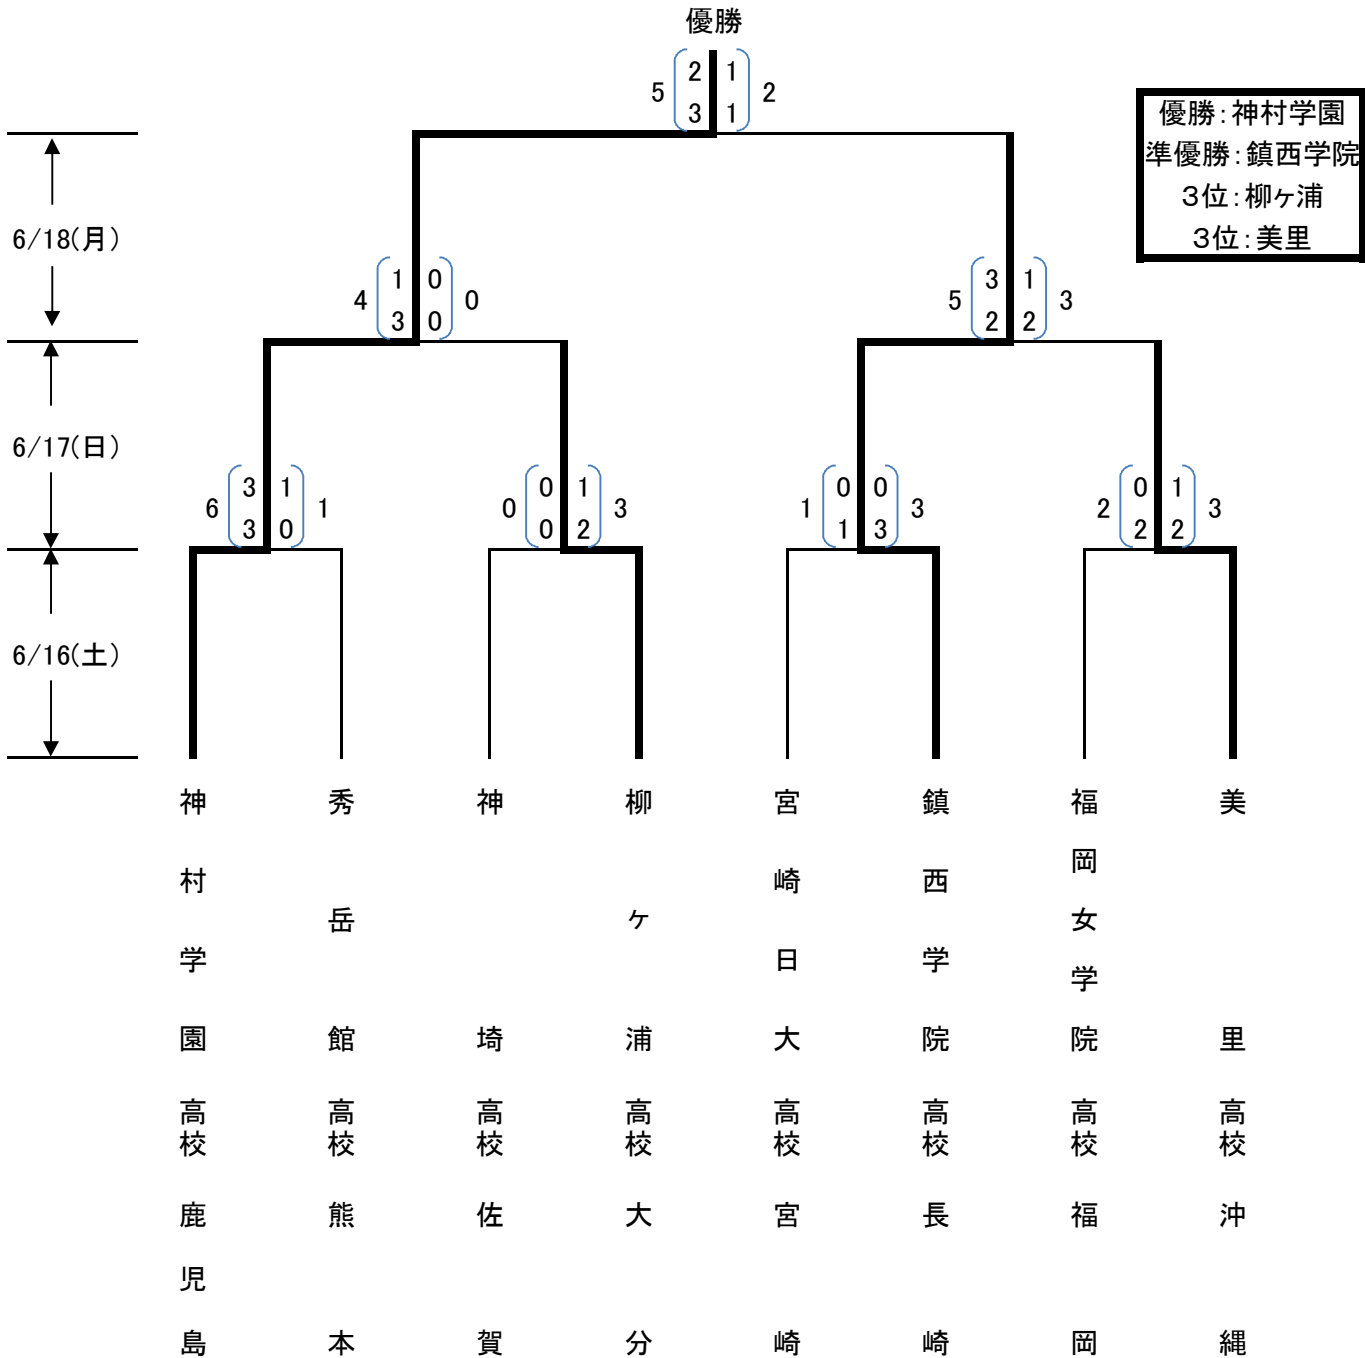 優勝
5 2 1 2
3 1
優勝：神村学園
準優勝：鎮西学院
３位：柳ヶ浦
３位：美里
6/18(月)
4 1 0 0
3 0
5 3 1 3
2 2
6/17(日)
6 3 1 1
3 0
0 0 1 3
0 2
1 0 0 3
1 3
2 0 1 3
2 2
6/16(土)
神村学園高校鹿児島
秀岳館高校熊本
神埼高校佐賀
柳ヶ浦高校大分
宮崎日大高校宮崎
鎮西学院高校長崎
福岡女学院高校福岡
美里高校沖縄